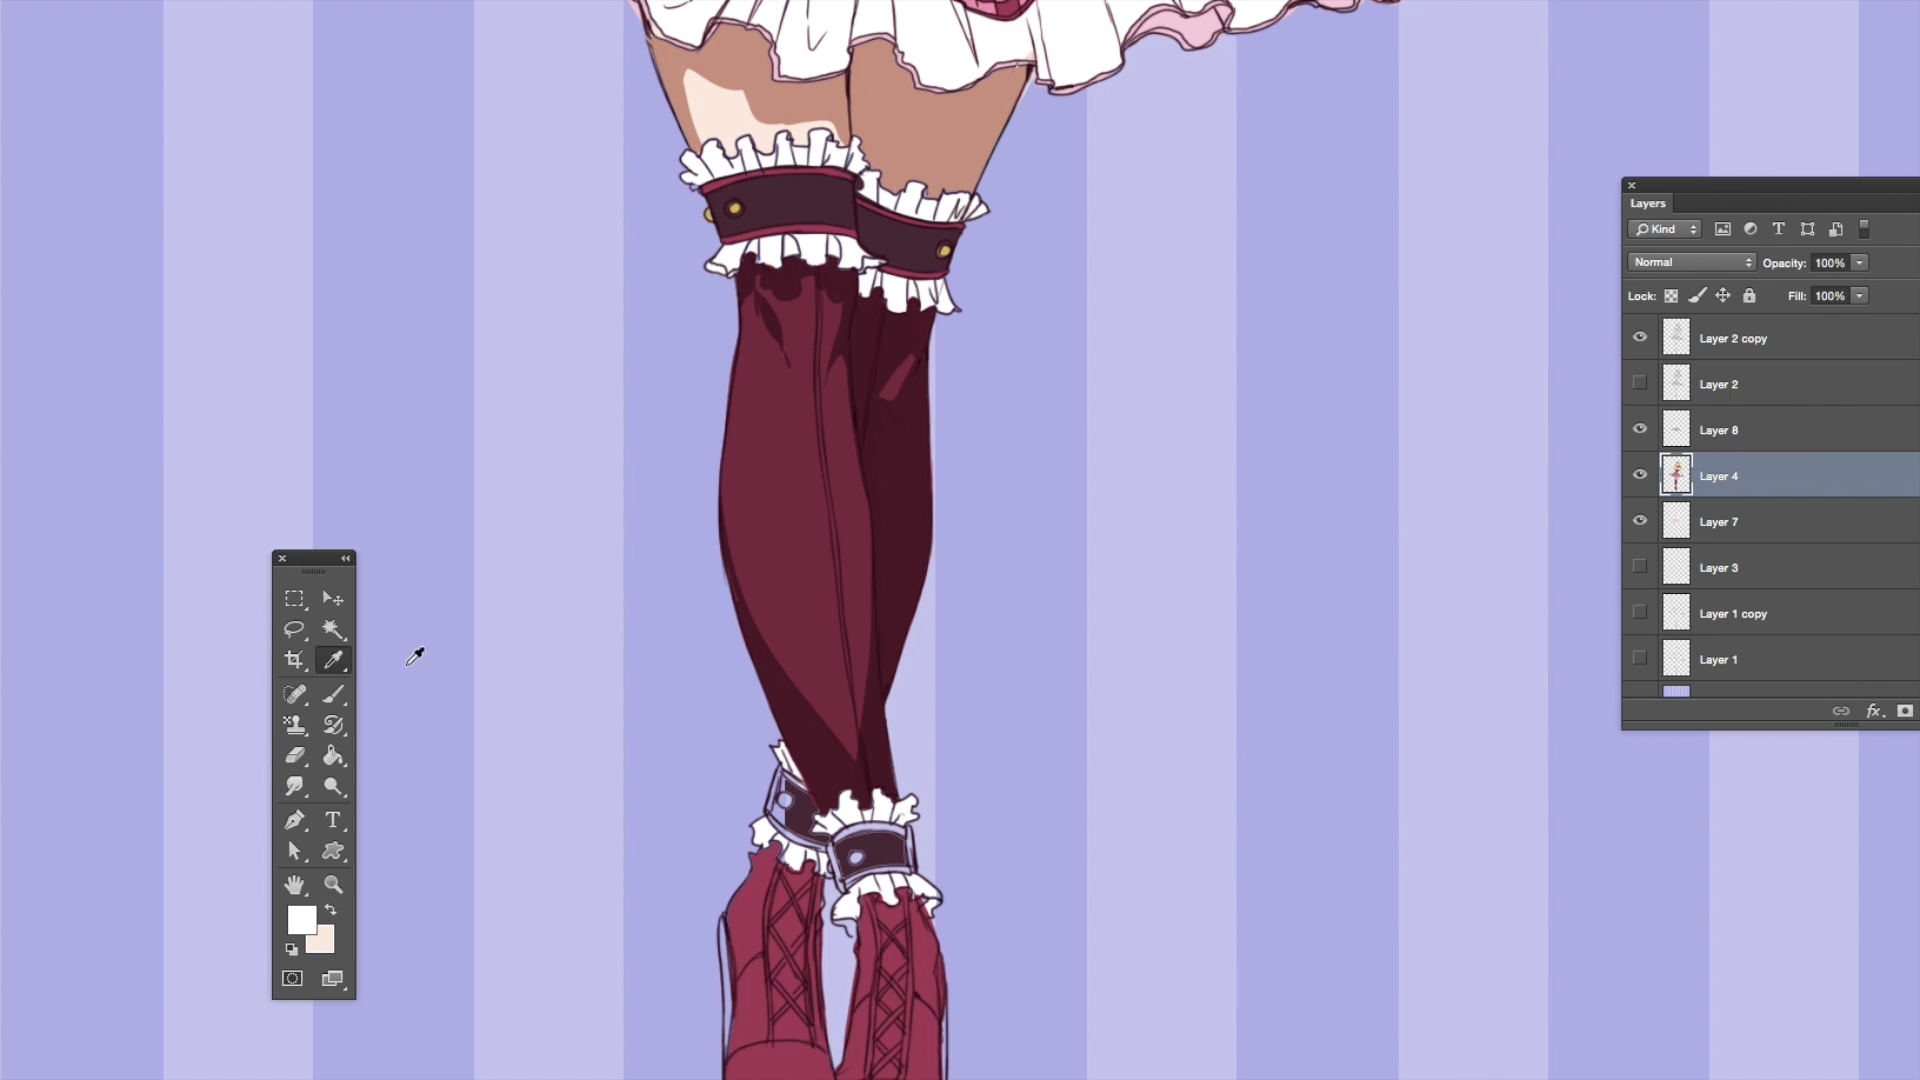 Layers
Kind
Normal
Opacity: 100%
Lock:
Fill: 100%
Layer 2 copy
Layer 2
Layer 8
Layer 4
Layer 7
Layer 3
Layer 1 copy
Layer 1
fx